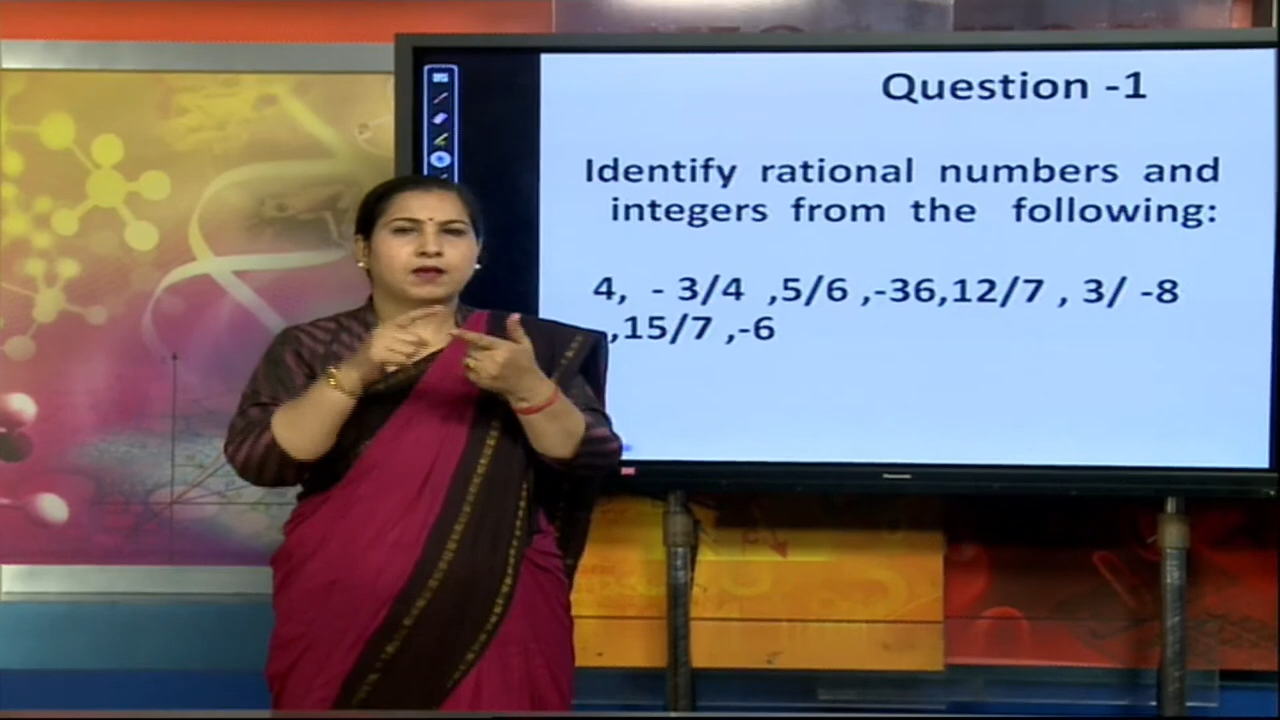 Question -1
Identify rational numbers and
integers from the following:
4, - 3/4 ,5/6 ,-36,12/7 , 3/ -8
,15/7 ,-6